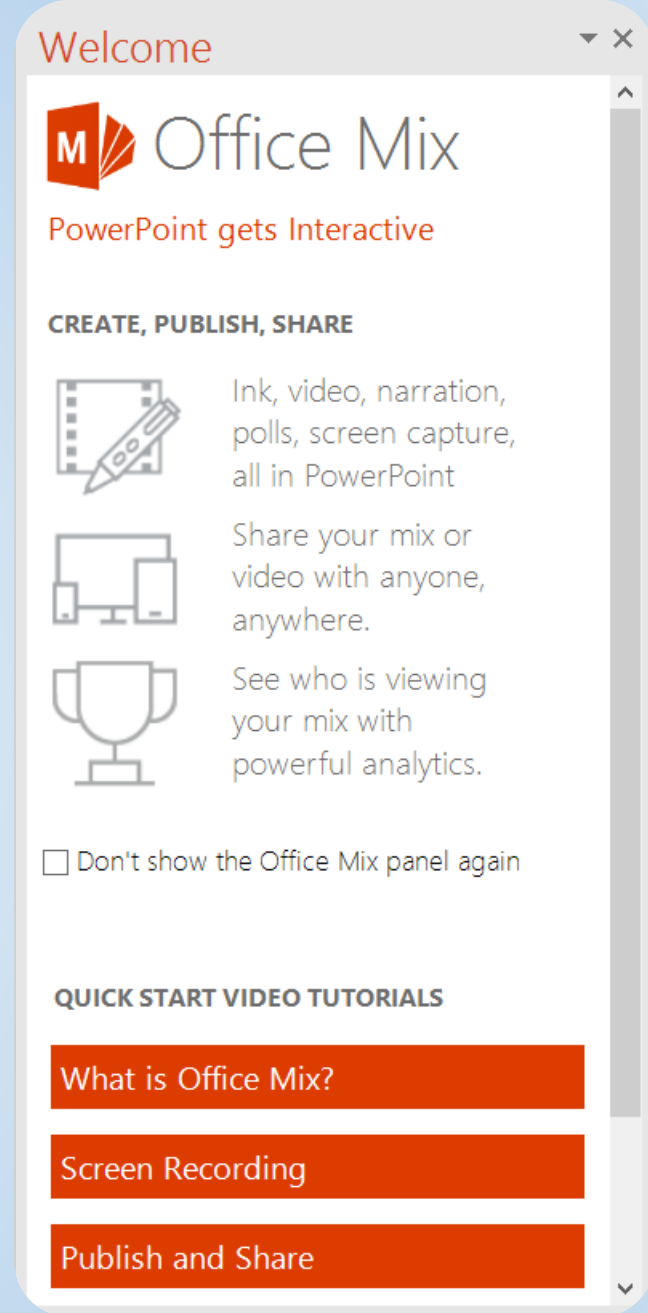 Welcome
M Office Mix
PowerPoint gets Interactive
CREATE, PUBLISH, SHARE
Ink, video, narration,
polls, screen capture,
all in PowerPoint
Share your mix or
video with anyone,
anywhere.
See who is viewing
your mix with
powerful analytics.
Don't show the Office Mix panel again
QUICK START VIDEO TUTORIALS
What is Office Mix?
Screen Recording
Publish and Share